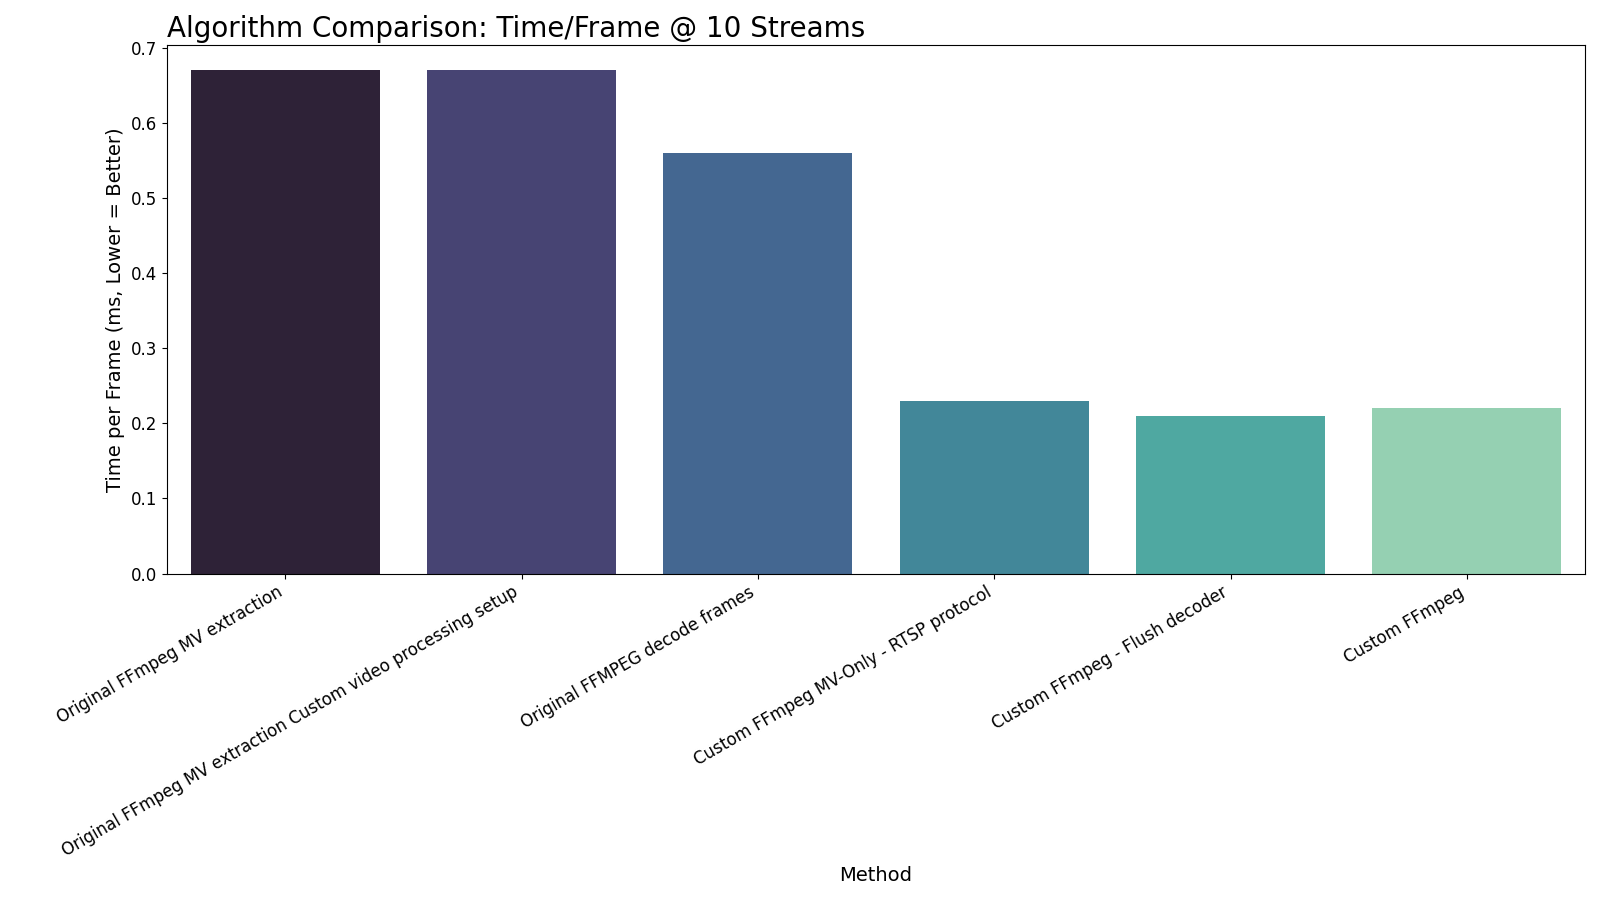 Algorithm Comparison: Time/Frame @ 10 Streams
Time per Frame (ms, Lower = Better)
0.7
0.6
0.5
0.4
0.3
0.2
0.1
0.0
Original FFmpeg MV extraction
Original FFmpeg MV extraction Custom video processing setup
Original FFMPEG decode frames
Custom FFmpeg MV-Only - RTSP protocol
Custom FFmpeg - Flush decoder
Custom FFmpeg
Method